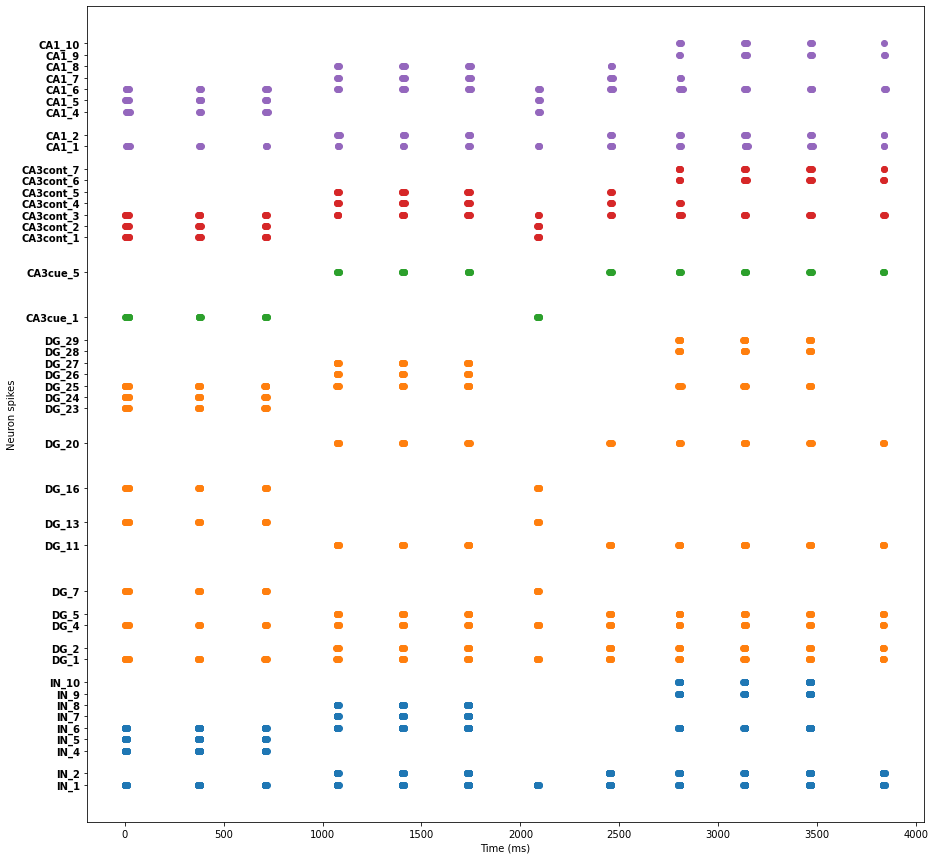 CA1_10
CA1_9
CA1_8
CA1_7
CA1_6
CA1_5
CA1_4
CA1_2
CA1_1
CA3cont_7
CA3cont_6
CA3cont_5
CA3cont_4
CA3cont_3
CA3cont_2
CA3cont_1
CA3cue_5
CA3cue_1
DG_29
DG_28
DG_27
DG_26
DG_25
DG_24
DG_23
DG_20
DG_16
DG_13
DG_11
DG_7
DG_5
DG_4
DG_2
DG_1
IN_10
IN_9
IN_8
IN_7
IN_6
IN_5
IN_4
IN_2
IN_1
Neuron spikes
0 500 1000 1500 2000 2500 3000 3500 4000
Time (ms)